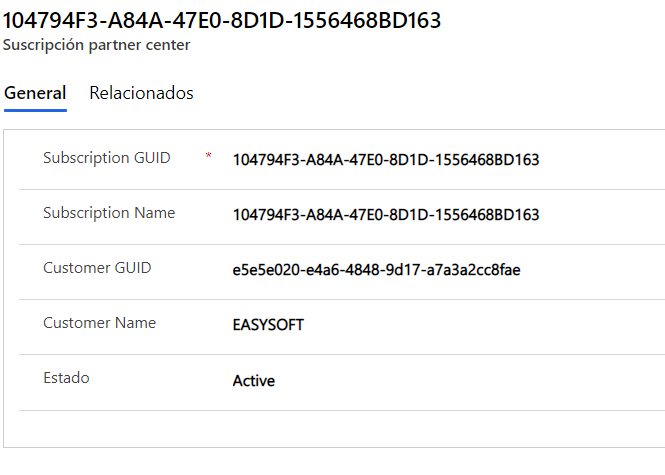 104794F3-A84A-47E0-8D1D-1556468BD163
Suscripción partner center
General Relacionados
Subscription GUID * 104794F3-A84A-47E0-8D1D-1556468BD163
Subscription Name 104794F3-A84A-47E0-8D1D-1556468BD163
Customer GUID e5e5e020-e4a6-4848-9d17-a7a3a2cc8fae
Customer Name EASYSOFT
Estado Active